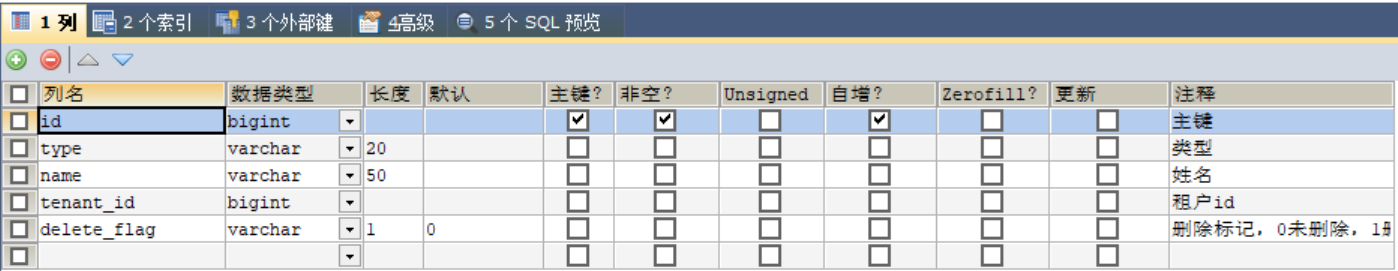 1 列 2 个索引 3 个外部键 4高级 5 个 SQL 预览
列名 数据类型 长度 默认 主键? 非空? Unsigned 自增? Zerofill? 更新 注释
id bigint 主键
type varchar 20 类型
name varchar 50 姓名
tenant_id bigint 租户id
delete_flag varchar 1 0 删除标记，0未删除，1